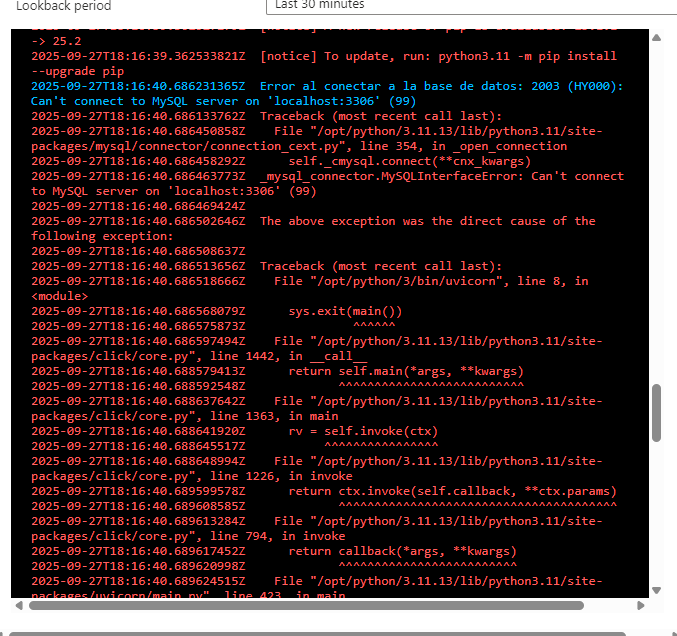 Lookback period
Last 30 minutes
-> 25.2
2025-09-27T18:16:39.362533821Z  [notice] To update, run: python3.11 -m pip install
--upgrade pip
2025-09-27T18:16:40.686231365Z  Error al conectar a la base de datos: 2003 (HY000):
Can't connect to MySQL server on 'localhost:3306' (99)
2025-09-27T18:16:40.686133762Z  Traceback (most recent call last):
2025-09-27T18:16:40.686450858Z    File "/opt/python/3.11.13/lib/python3.11/site-
packages/mysql/connector/connection_cext.py", line 354, in _open_connection
2025-09-27T18:16:40.686458292Z      self._cmysql.connect(**cnx_kwargs)
2025-09-27T18:16:40.686463773Z  _mysql_connector.MySQLInterfaceError: Can't connect
to MySQL server on 'localhost:3306' (99)
2025-09-27T18:16:40.686469424Z
2025-09-27T18:16:40.686502646Z  The above exception was the direct cause of the
following exception:
2025-09-27T18:16:40.686508637Z
2025-09-27T18:16:40.686513656Z  Traceback (most recent call last):
2025-09-27T18:16:40.686518666Z    File "/opt/python/3/bin/uvicorn", line 8, in
<module>
2025-09-27T18:16:40.686568079Z      sys.exit(main())
2025-09-27T18:16:40.686575873Z               ^^^^^^
2025-09-27T18:16:40.686597494Z    File "/opt/python/3.11.13/lib/python3.11/site-
packages/click/core.py", line 1442, in __call__
2025-09-27T18:16:40.688579413Z      return self.main(*args, **kwargs)
2025-09-27T18:16:40.688592548Z             ^^^^^^^^^^^^^^^^^^^^^^^^^^
2025-09-27T18:16:40.688637642Z    File "/opt/python/3.11.13/lib/python3.11/site-
packages/click/core.py", line 1363, in main
2025-09-27T18:16:40.688641920Z      rv = self.invoke(ctx)
2025-09-27T18:16:40.688645517Z           ^^^^^^^^^^^^^^^^
2025-09-27T18:16:40.688648994Z    File "/opt/python/3.11.13/lib/python3.11/site-
packages/click/core.py", line 1226, in invoke
2025-09-27T18:16:40.689599578Z      return ctx.invoke(self.callback, **ctx.params)
2025-09-27T18:16:40.689608585Z             ^^^^^^^^^^^^^^^^^^^^^^^^^^^^^^^^^^^^^^^
2025-09-27T18:16:40.689613284Z    File "/opt/python/3.11.13/lib/python3.11/site-
packages/click/core.py", line 794, in invoke
2025-09-27T18:16:40.689617452Z      return callback(*args, **kwargs)
2025-09-27T18:16:40.689620998Z             ^^^^^^^^^^^^^^^^^^^^^^^^^
2025-09-27T18:16:40.689624515Z    File "/opt/python/3.11.13/lib/python3.11/site-
packages/uvicorn/main.py", line 423, in main